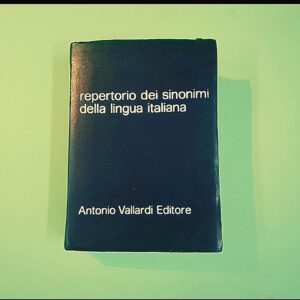 repertorio dei sinonimi
della lingua italiana
Antonio Vallardi Editore